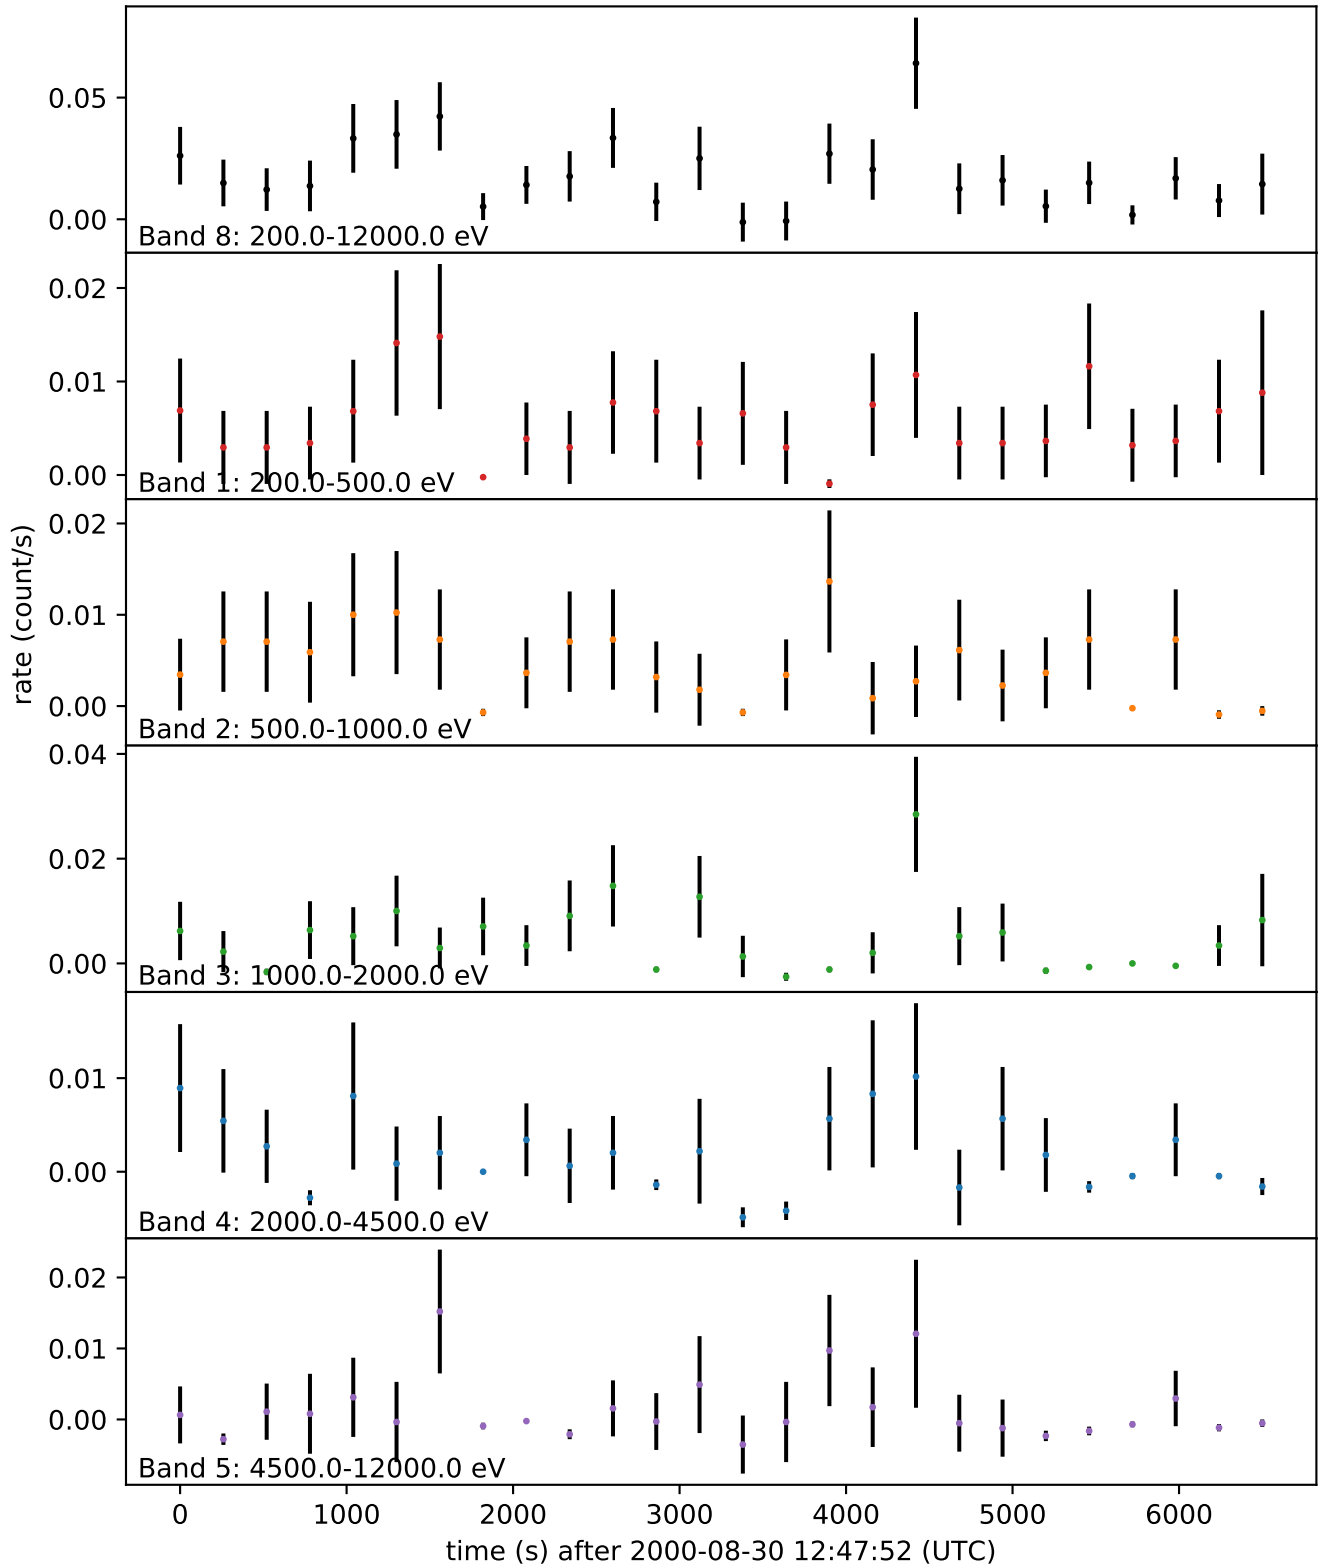 0.05
0.00
Band 8: 200.0-12000.0 eV
0.02
0.01
0.00
Band 1: 200.0-500.0 eV
0.02
0.01
0.00
Band 2: 500.0-1000.0 eV
rate (count/s)
0.04
0.02
0.00
Band 3: 1000.0-2000.0 eV
0.01
0.00
Band 4: 2000.0-4500.0 eV
0.02
0.01
0.00
Band 5: 4500.0-12000.0 eV
0 1000 2000 3000 4000 5000 6000
time (s) after 2000-08-30 12:47:52 (UTC)